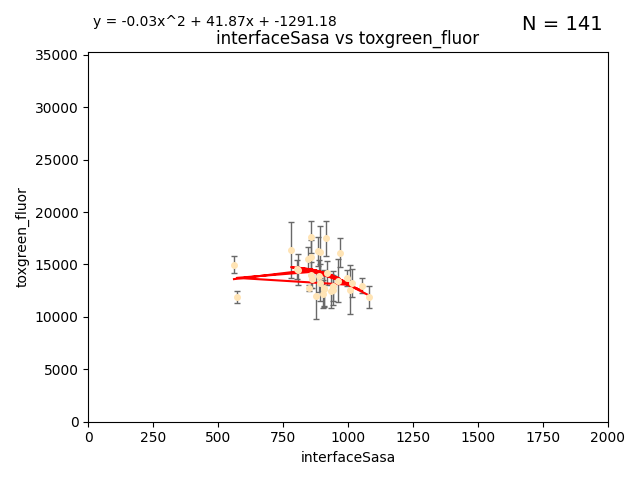 y = -0.03x^2 + 41.87x + -1291.18
N = 141
interfaceSasa vs toxgreen_fluor
35000
30000
25000
20000
15000
10000
5000
0
toxgreen_fluor
0 250 500 750 1000 1250 1500 1750 2000
interfaceSasa